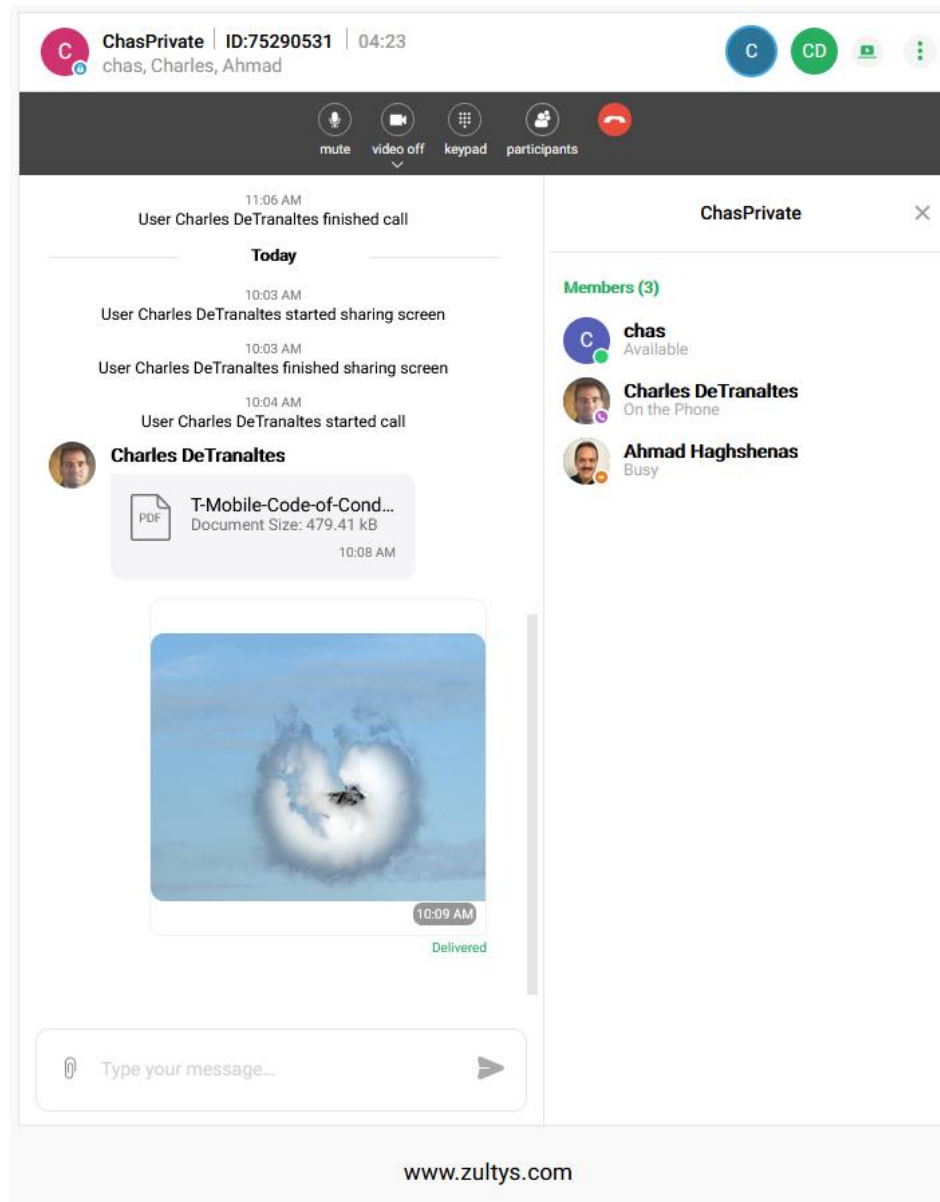 C
ChasPrivate ID:75290531 04:23
chas, Charles, Ahmad
C
CD
mute video off keypad participants
11:06 AM
User Charles DeTranaltes finished call
Today
10:03 AM
User Charles DeTranaltes started sharing screen
10:03 AM
User Charles DeTranaltes finished sharing screen
10:04 AM
User Charles DeTranaltes started call
Charles DeTranaltes
PDF
T-Mobile-Code-of-Cond...
Document Size: 479.41 kB
10:08 AM
10:09 AM
Delivered
Type your message...
ChasPrivate
Members (3)
C
chas
Available
Charles DeTranaltes
On the Phone
Ahmad Haghshenas
Busy
www.zultys.com